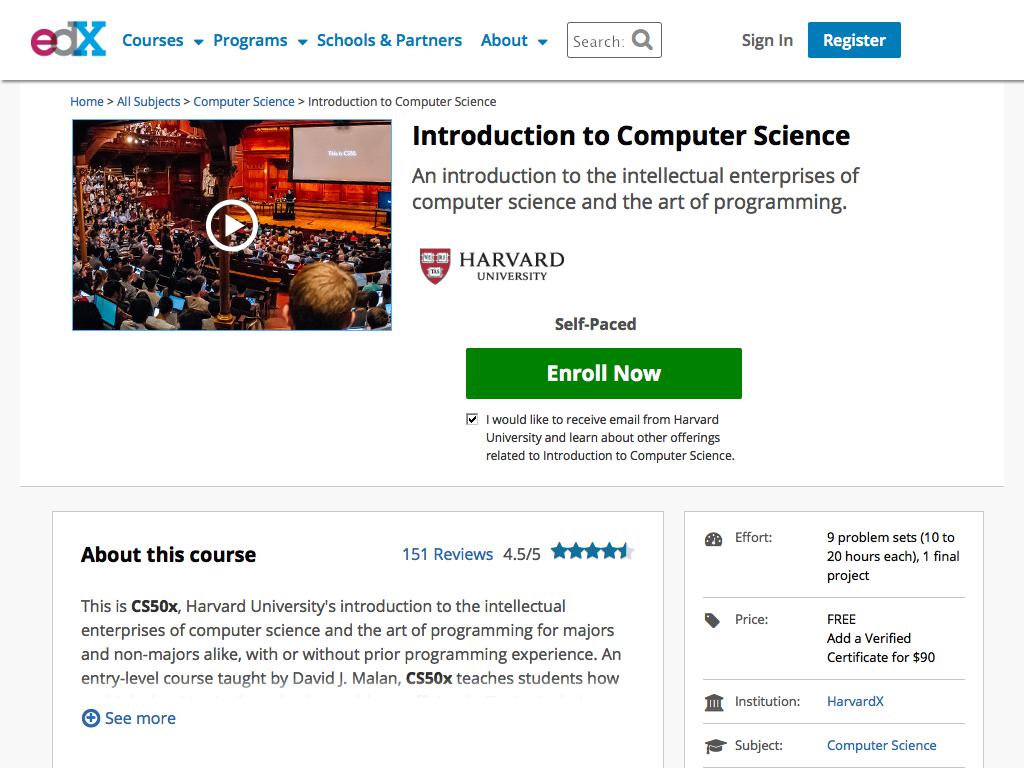 edX Courses Programs Schools & Partners About Search: Sign In Register
Home > All Subjects > Computer Science > Introduction to Computer Science
This is CS50.
Introduction to Computer Science
An introduction to the intellectual enterprises of
computer science and the art of programming.
HARVARD
UNIVERSITY
Self-Paced
Enroll Now
I would like to receive email from Harvard
University and learn about other offerings
related to Introduction to Computer Science.
About this course
151 Reviews 4.5/5
This is CS50x, Harvard University's introduction to the intellectual
enterprises of computer science and the art of programming for majors
and non-majors alike, with or without prior programming experience. An
entry-level course taught by David J. Malan, CS50x teaches students how
See more
Effort:
9 problem sets (10 to
20 hours each), 1 final
project
Price:
FREE
Add a Verified
Certificate for $90
Institution:
HarvardX
Subject:
Computer Science